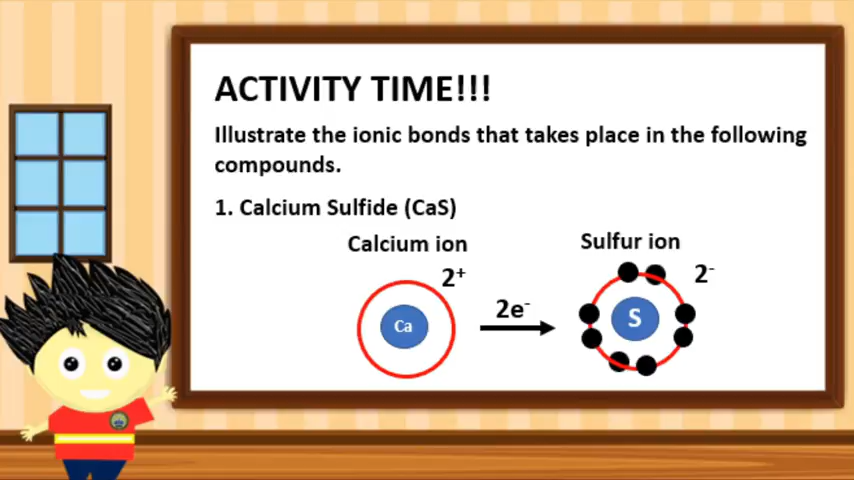 ACTIVITY TIME!!!
Illustrate the ionic bonds that takes place in the following
compounds.
1. Calcium Sulfide (CaS)
Calcium ion
Sulfur ion
2⁺
2⁻
2e⁻
Ca
S